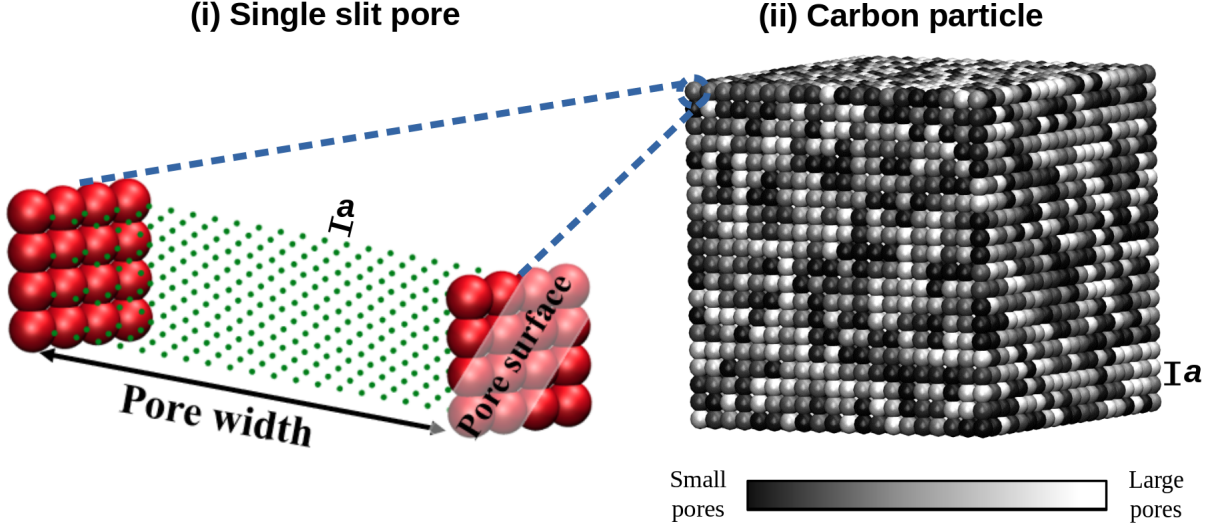 (i) Single slit pore
(ii) Carbon particle
a
Pore width
Pore surface
a
Small
pores
Large
pores